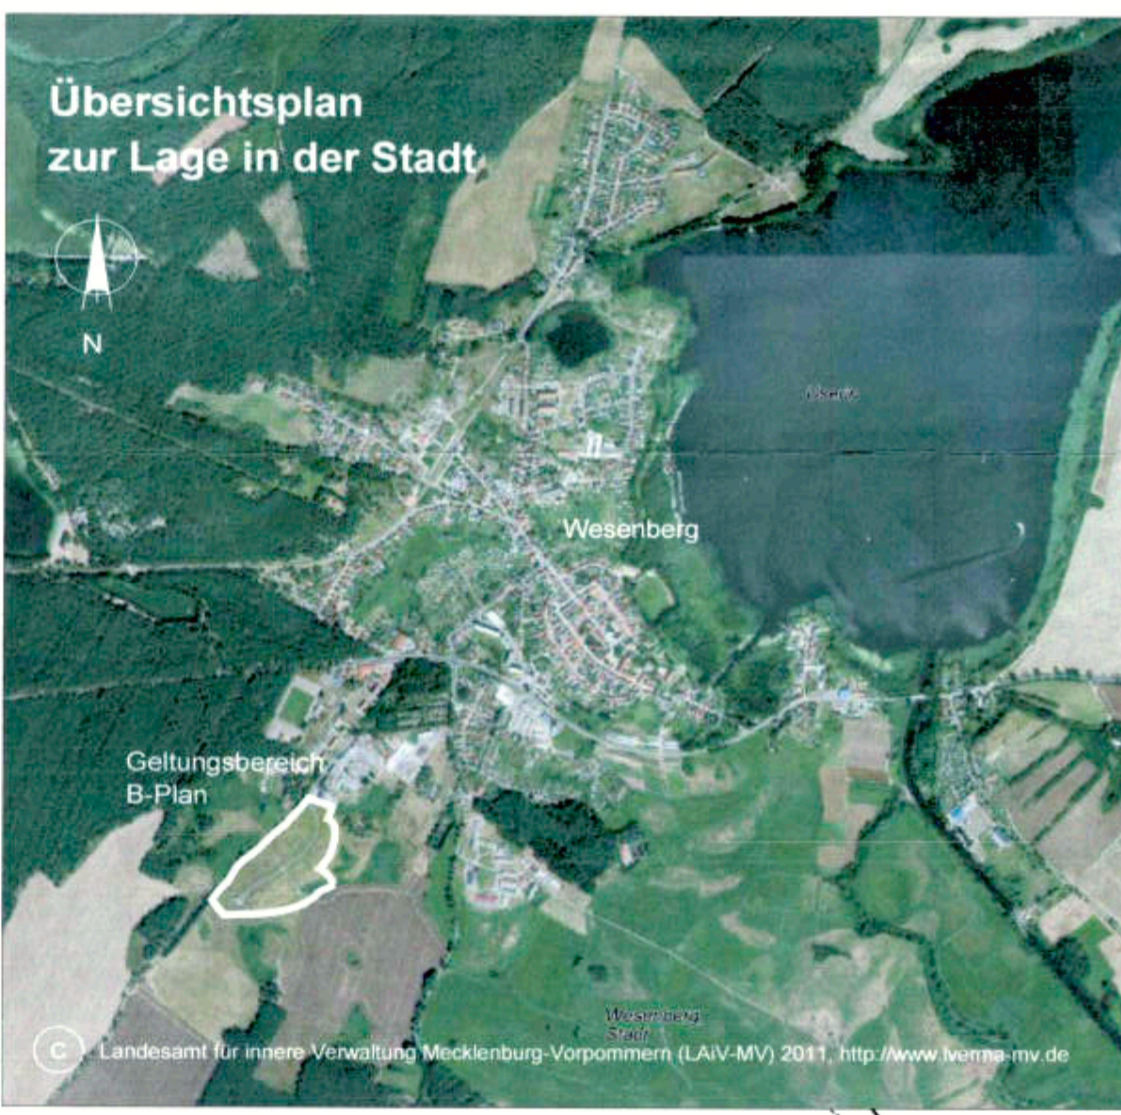 Übersichtsplan
zur Lage in der Stadt
N
Wesenberg
Geltungsbereich
B-Plan
Wesenberg
Stadt
C Landesamt für innere Verwaltung Mecklenburg-Vorpommern (LAiV-MV) 2011, http://www.lverma-mv.de